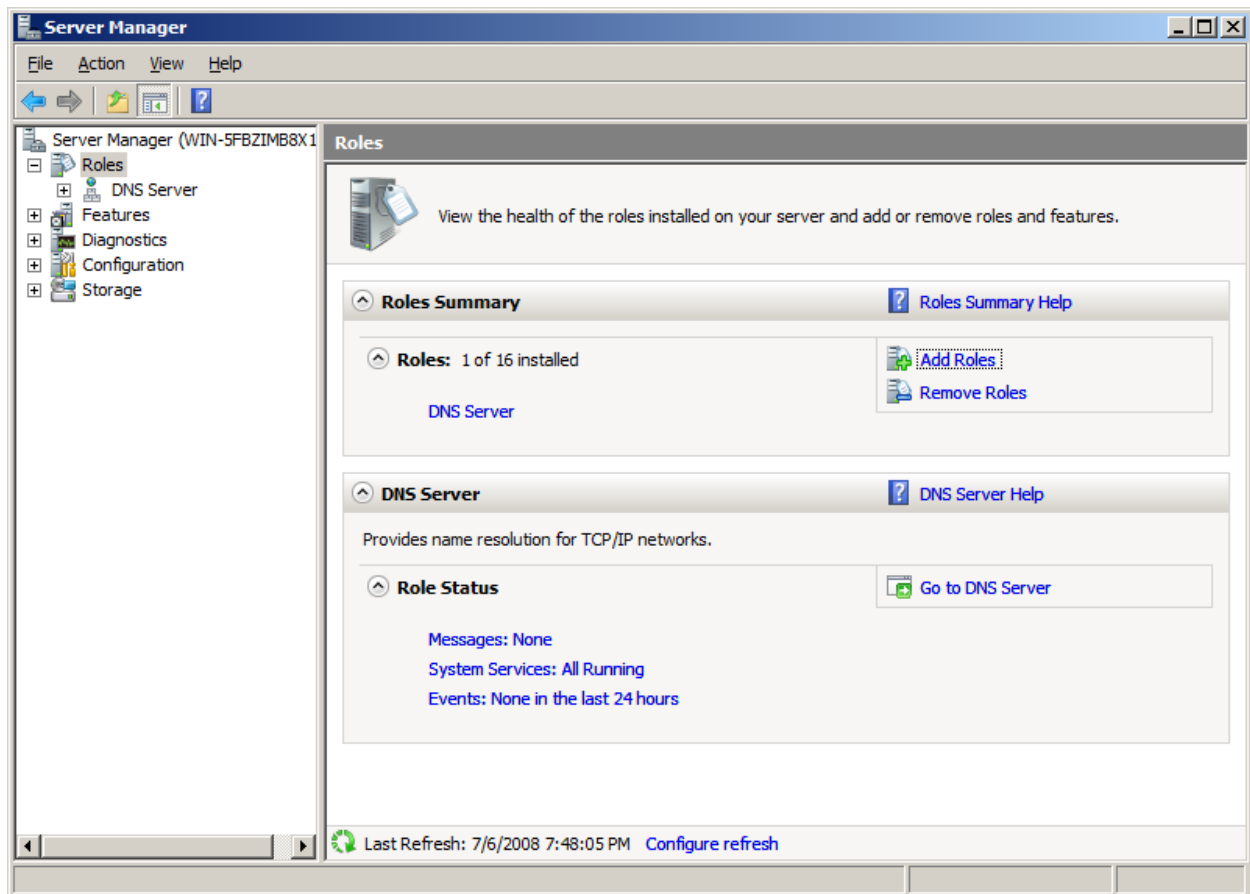 Server Manager
File Action View Help
Server Manager (WIN-5FBZIMB8X1
Roles
DNS Server
Features
Diagnostics
Configuration
Storage
Roles
View the health of the roles installed on your server and add or remove roles and features.
Roles Summary
Roles Summary Help
Roles: 1 of 16 installed
Add Roles
Remove Roles
DNS Server
DNS Server
DNS Server Help
Provides name resolution for TCP/IP networks.
Role Status
Go to DNS Server
Messages: None
System Services: All Running
Events: None in the last 24 hours
Last Refresh: 7/6/2008 7:48:05 PM Configure refresh